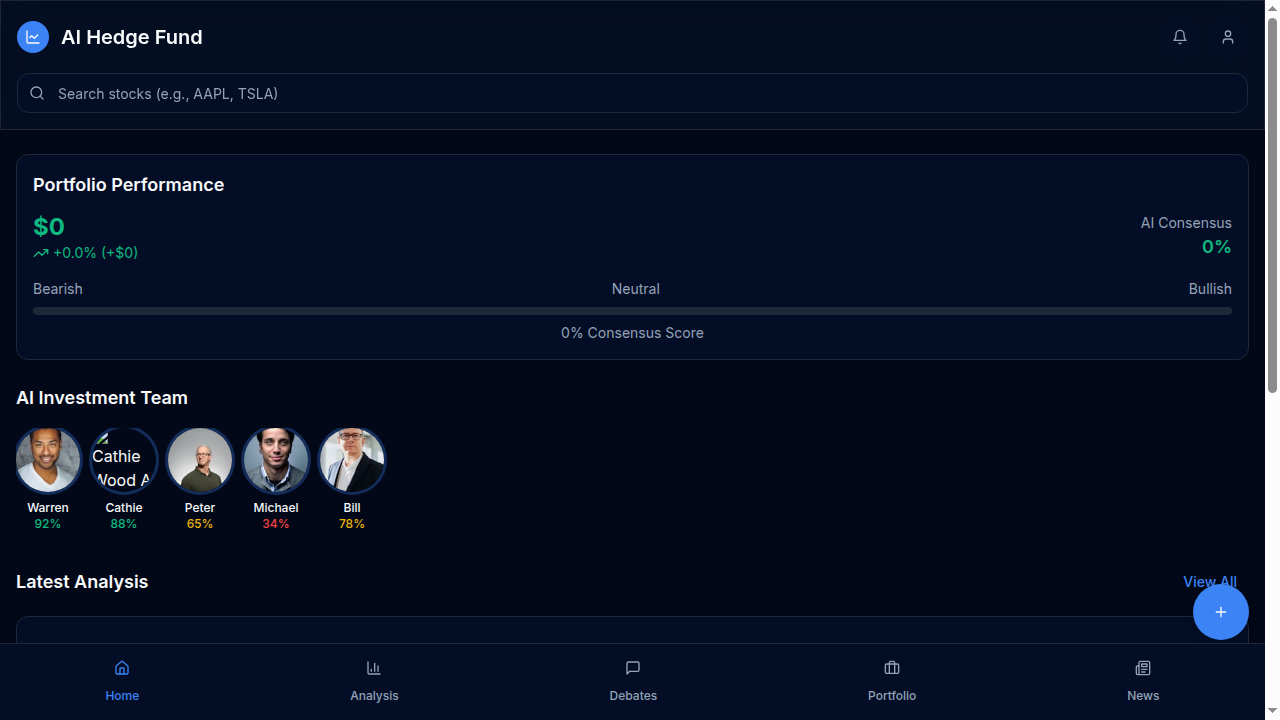 AI Hedge Fund
Search stocks (e.g., AAPL, TSLA)
Portfolio Performance
$0
+0.0% (+$0)
AI Consensus
0%
Bearish
Neutral
Bullish
0% Consensus Score
AI Investment Team
Cathie
Wood A
Warren
Cathie
Peter
Michael
Bill
92%
88%
65%
34%
78%
Latest Analysis
View All
Home
Analysis
Debates
Portfolio
News